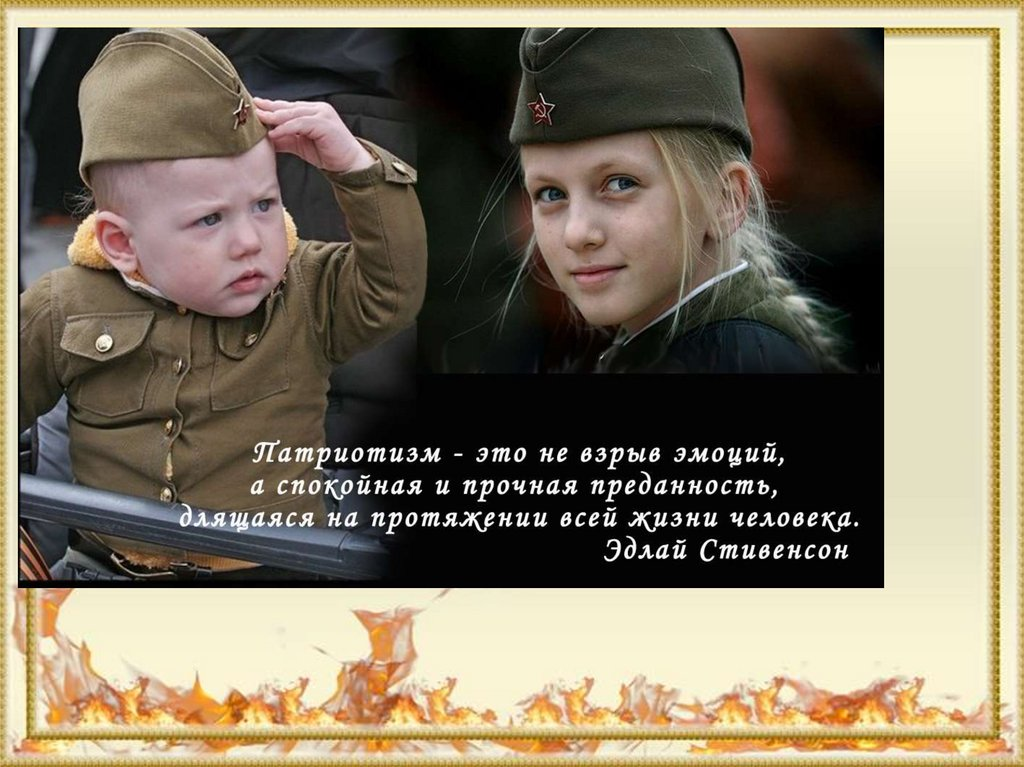 Патриотизм - это не взрыв эмоций,
а спокойная и прочная преданность,
длящаяся на протяжении всей жизни человека.
Эдлай Стивенсон